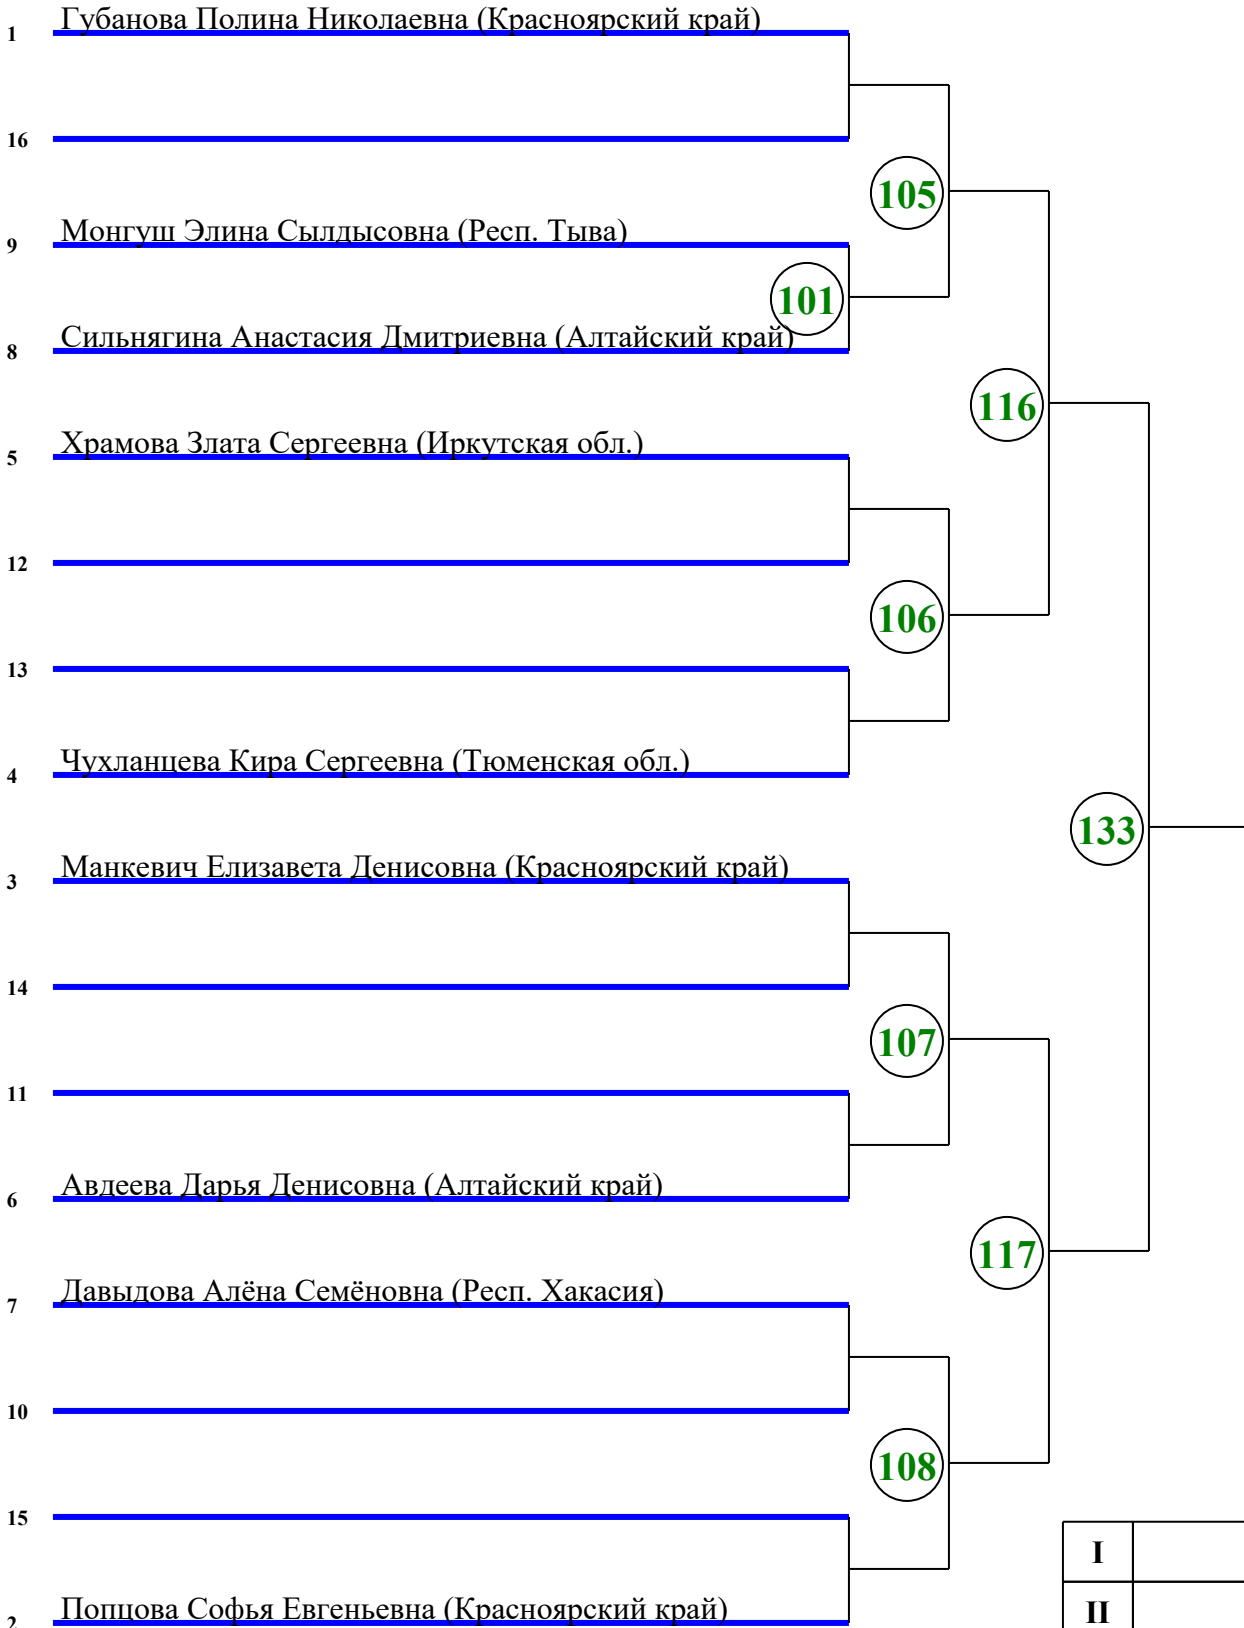 1 Губанова Полина Николаевна (Красноярский край)
16
105
9 Монгуш Элина Сылдысовна (Респ. Тыва)
101
8 Сильнягина Анастасия Дмитриевна (Алтайский край)
116
5 Храмова Злата Сергеевна (Иркутская обл.)
12
106
13
4 Чухланцева Кира Сергеевна (Тюменская обл.)
133
3 Манкевич Елизавета Денисовна (Красноярский край)
14
107
11
6 Авдеева Дарья Денисовна (Алтайский край)
117
7 Давыдова Алёна Семёновна (Респ. Хакасия)
10
108
15
I
2 Попцова Софья Евгеньевна (Красноярский край)
II